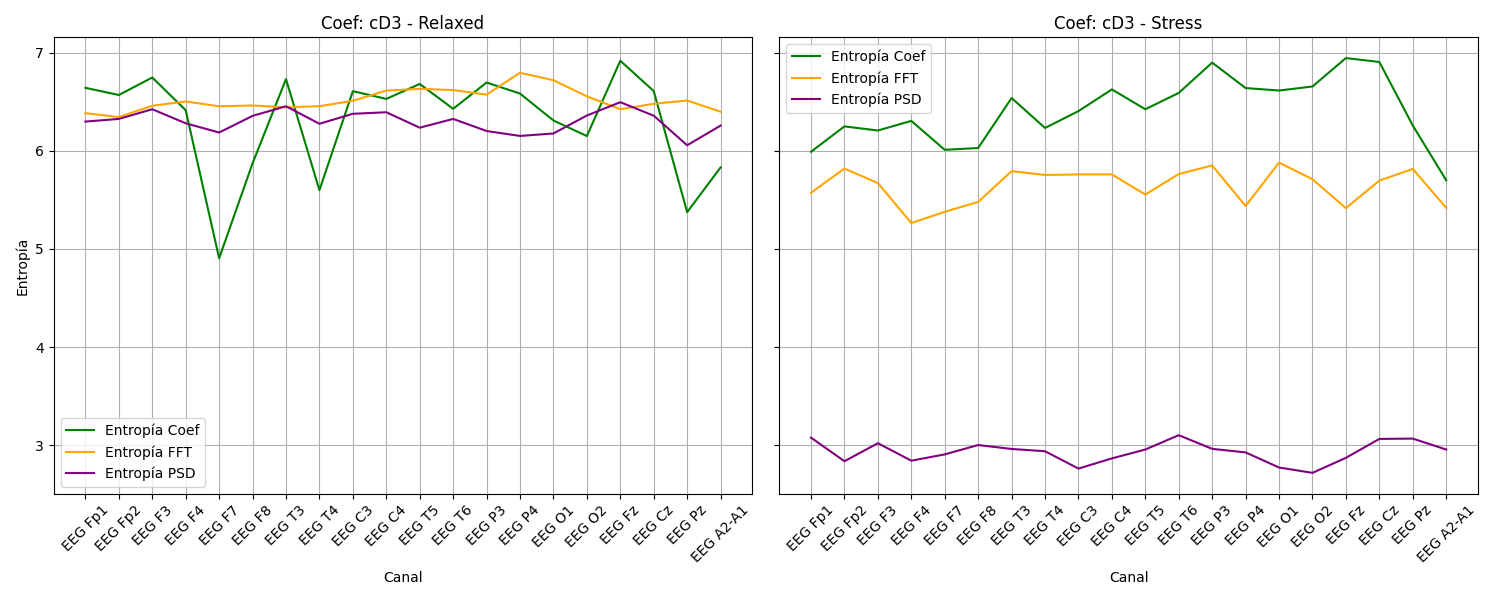 Coef: cD3 - Relaxed
Entropía
7
6
5
4
3
Entropía Coef
Entropía FFT
Entropía PSD
EEG Fp1
EEG Fp2
EEG F3
EEG F4
EEG F7
EEG F8
EEG T3
EEG T4
EEG C3
EEG C4
EEG T5
EEG T6
EEG P3
EEG P4
EEG O1
EEG O2
EEG Fz
EEG Cz
EEG Pz
EEG A2-A1
Canal
Coef: cD3 - Stress
Entropía Coef
Entropía FFT
Entropía PSD
EEG Fp1
EEG Fp2
EEG F3
EEG F4
EEG F7
EEG F8
EEG T3
EEG T4
EEG C3
EEG C4
EEG T5
EEG T6
EEG P3
EEG P4
EEG O1
EEG O2
EEG Fz
EEG Cz
EEG Pz
EEG A2-A1
Canal